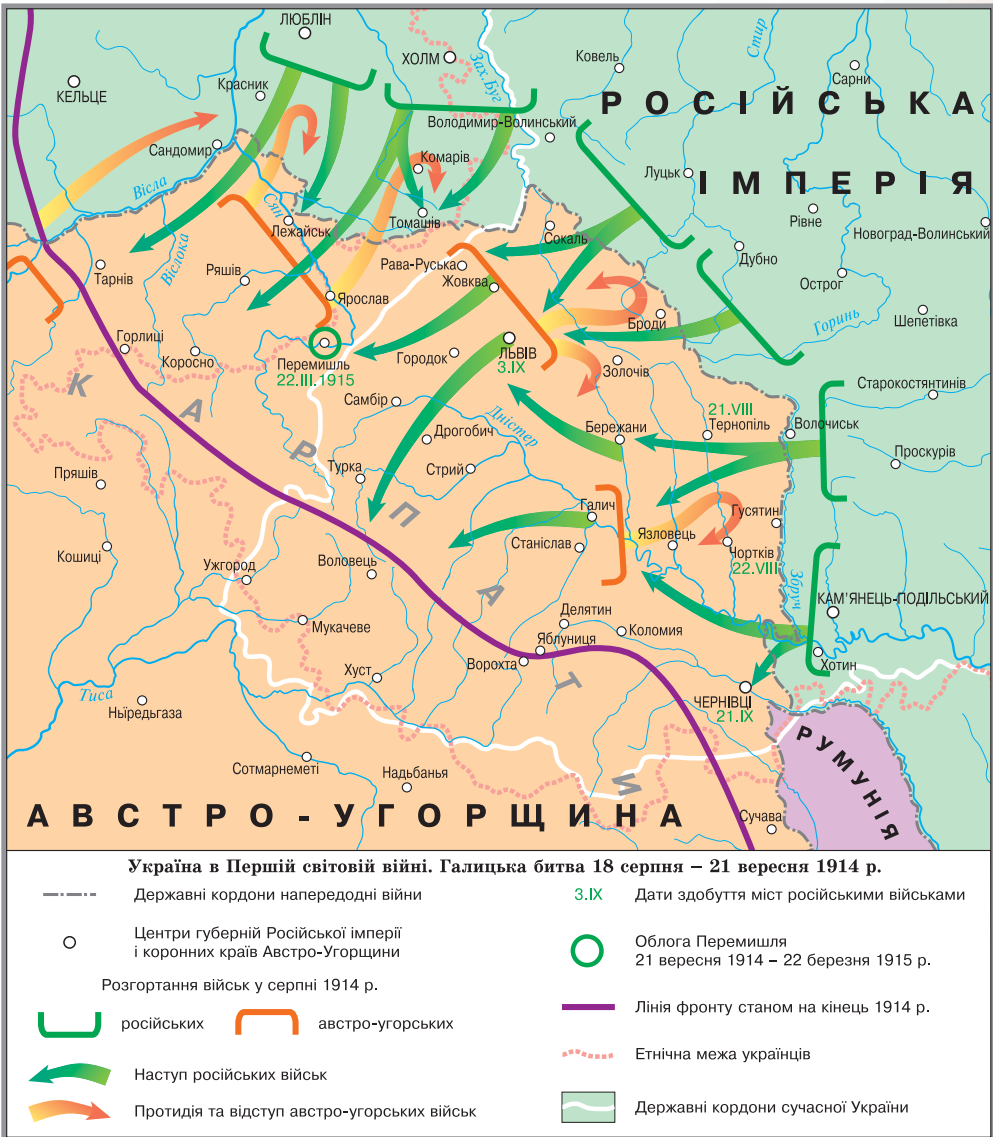 ЛЮБЛІН
ХОЛМ
Ковель
Стир
Сарни
КЕЛЬЦЕ
Красник
Зах.Буг
РОСІЙСЬКА
ІМПЕРІЯ
Володимир-Волинський
Сандомир
Комарів
Луцьк
Вісла
Сян
Лежайськ
Томашів
Сокаль
Рівне
Новоград-Волинський
Тарнів
Віслока
Ряшів
Рава-Руська
Жовква
Дубно
Острог
Ярослав
Броди
Горинь
Шепетівка
Горлиці
Коросно
Перемишль
22.III.1915
Городок
ЛЬВІВ
3.IX
Золочів
Старокостянтинів
КАРПАТИ
Самбір
Дністер
21.VIII
Тернопіль
Волочиськ
Дрогобич
Бережани
Проскурів
Пряшів
Турка
Стрий
Галич
Гусятин
Кошиці
Станіслав
Язловець
Чортків
22.VIII
Ужгород
Воловець
Збруч
КАМ’ЯНЕЦЬ-ПОДІЛЬСЬКИЙ
Мукачеве
Делятин
Яблуниця
Коломия
Ворохта
Хотин
Хуст
Тиса
Ньїредьгаза
ЧЕРНІВЦІ
21.IX
РУМУНІЯ
Сотмарнеметі
Надьбанья
АВСТРО-УГОРЩИНА
Сучава
Україна в Першій світовій війні. Галицька битва 18 серпня – 21 вересня 1914 р.
Державні кордони напередодні війни
Центри губерній Російської імперії
і коронних країв Австро-Угорщини
Розгортання військ у серпні 1914 р.
російських
австро-угорських
Наступ російських військ
Протидія та відступ австро-угорських військ
3.IX
Дати здобуття міст російськими військами
Облога Перемишля
21 вересня 1914 – 22 березня 1915 р.
Лінія фронту станом на кінець 1914 р.
Етнічна межа українців
Державні кордони сучасної України